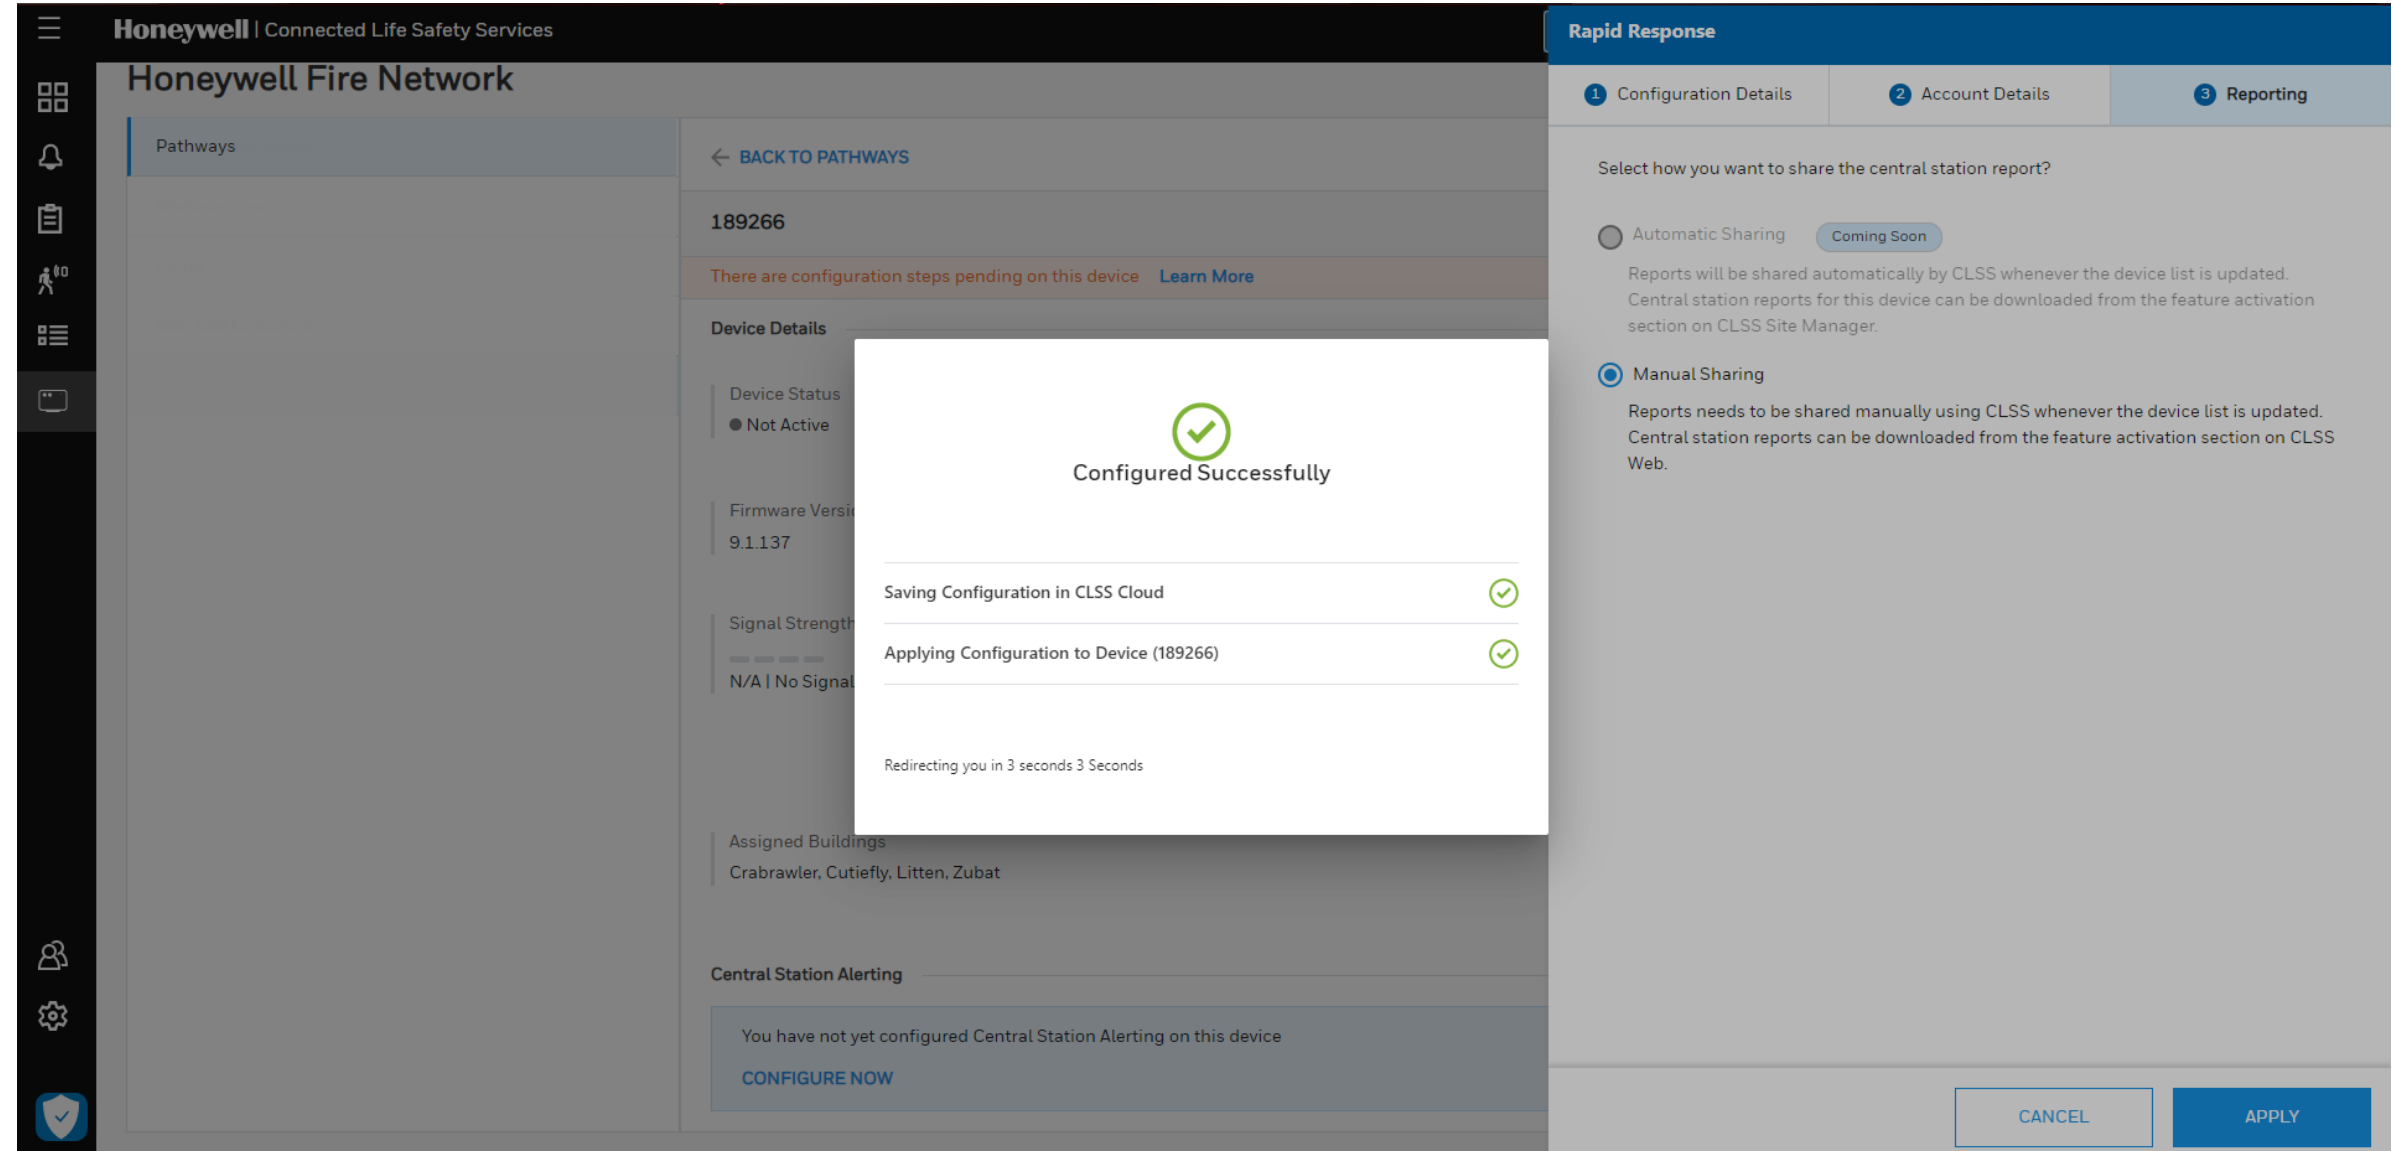 Honeywell | Connected Life Safety Services
Honeywell Fire Network
Pathways
BACK TO PATHWAYS
189266
There are configuration steps pending on this device Learn More
Device Details
Device Status
Not Active
Firmware Versio
9.1.137
Signal Strength
N/A | No Signal
Assigned Buildings
Crabrawler, Cutiefly, Litten, Zubat
Central Station Alerting
You have not yet configured Central Station Alerting on this device
CONFIGURE NOW
Configured Successfully
Saving Configuration in CLSS Cloud
Applying Configuration to Device (189266)
Redirecting you in 3 seconds 3 Seconds
Rapid Response
1 Configuration Details
2 Account Details
3 Reporting
Select how you want to share the central station report?
Automatic Sharing Coming Soon
Reports will be shared automatically by CLSS whenever the device list is updated.
Central station reports for this device can be downloaded from the feature activation
section on CLSS Site Manager.
Manual Sharing
Reports needs to be shared manually using CLSS whenever the device list is updated.
Central station reports can be downloaded from the feature activation section on CLSS
Web.
CANCEL
APPLY